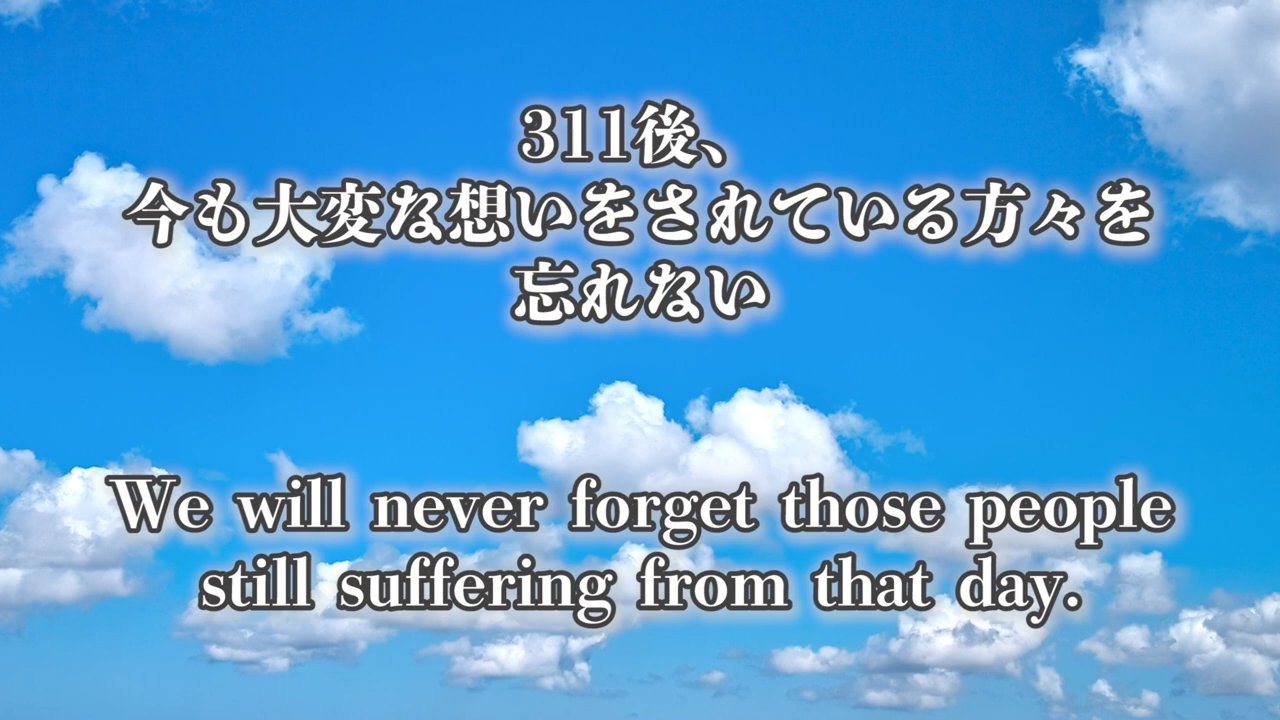 311後、
今も大変な想いをされている方々を
忘れない
We will never forget those people
still suffering from that day.